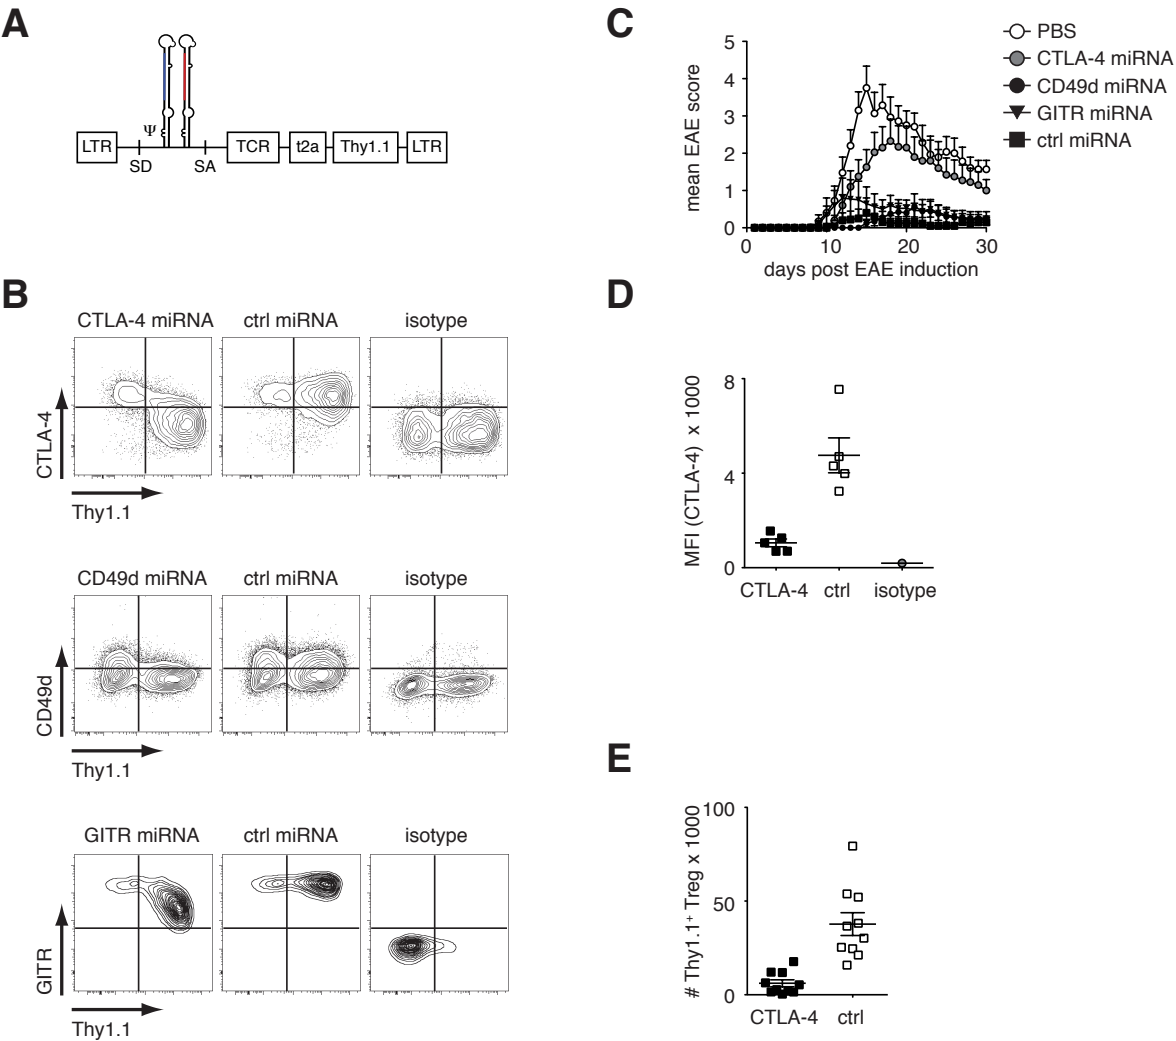 A
Ψ
LTR
SD
SA
TCR
t2a
Thy1.1
LTR
B
CTLA-4 miRNA
ctrl miRNA
isotype
CTLA-4
Thy1.1
CD49d miRNA
ctrl miRNA
isotype
CD49d
Thy1.1
GITR miRNA
ctrl miRNA
isotype
GITR
Thy1.1
C
PBS
CTLA-4 miRNA
CD49d miRNA
GITR miRNA
ctrl miRNA
mean EAE score
5
4
3
2
1
0
0 10 20 30
days post EAE induction
D
MFI (CTLA-4) x 1000
8
4
0
CTLA-4 ctrl isotype
E
# Thy1.1⁺ Treg x 1000
100
50
0
CTLA-4 ctrl